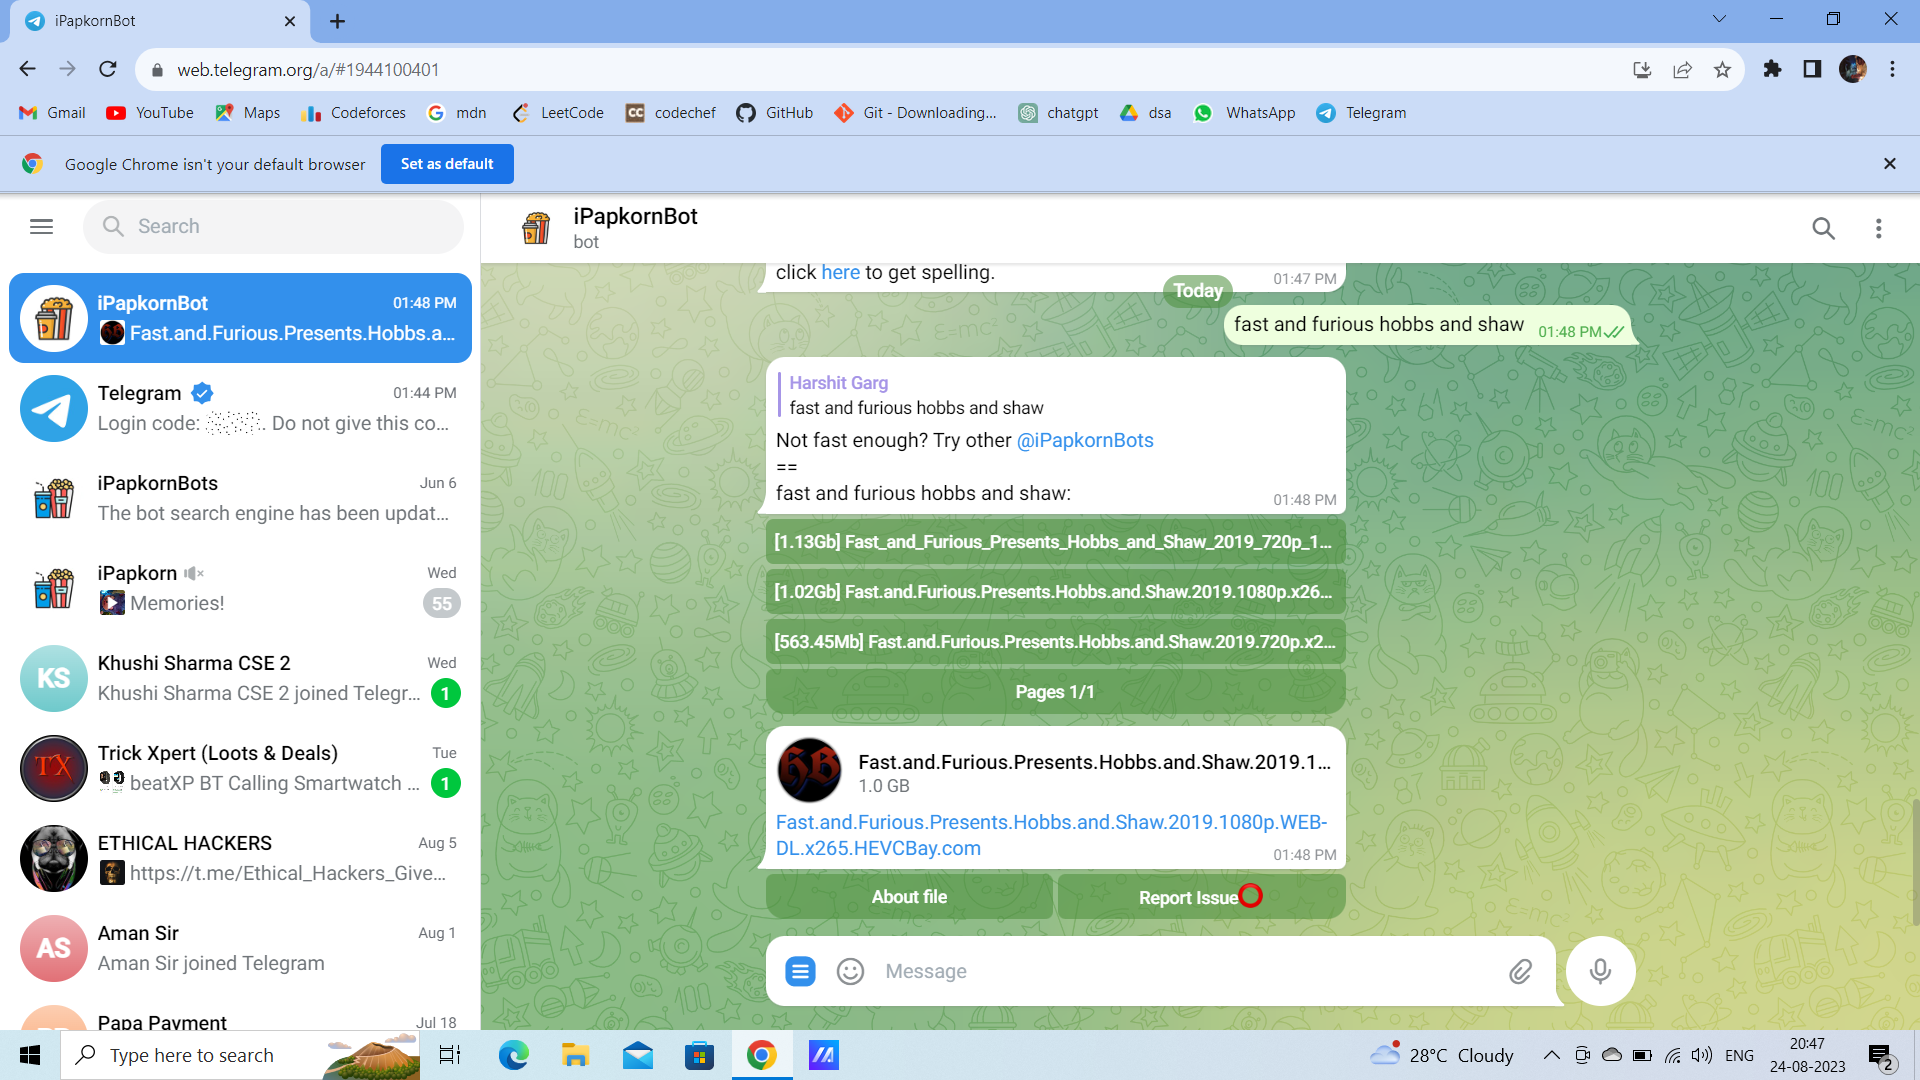 iPapkornBot
web.telegram.org/a/#1944100401
Gmail
YouTube
Maps
Codeforces
mdn
LeetCode
CC
codechef
GitHub
Git - Downloading...
chatgpt
dsa
WhatsApp
Telegram
Google Chrome isn't your default browser
Set as default
Search
iPapkornBot
bot
iPapkornBot 01:48 PM
Fast.and.Furious.Presents.Hobbs.a...
Telegram 01:44 PM
Login code: . Do not give this co...
iPapkornBots Jun 6
The bot search engine has been updat...
iPapkorn Wed
Memories! 55
KS
Khushi Sharma CSE 2 Wed
Khushi Sharma CSE 2 joined Telegr... 1
TX
Trick Xpert (Loots & Deals) Tue
beatXP BT Calling Smartwatch ... 1
ETHICAL HACKERS Aug 5
https://t.me/Ethical_Hackers_Give...
AS
Aman Sir Aug 1
Aman Sir joined Telegram
Papa Payment Jul 18
click here to get spelling. 01:47 PM
Today
fast and furious hobbs and shaw 01:48 PM
Harshit Garg
fast and furious hobbs and shaw
Not fast enough? Try other @iPapkornBots
==
fast and furious hobbs and shaw: 01:48 PM
[1.13Gb] Fast_and_Furious_Presents_Hobbs_and_Shaw_2019_720p_1...
[1.02Gb] Fast.and.Furious.Presents.Hobbs.and.Shaw.2019.1080p.x26...
[563.45Mb] Fast.and.Furious.Presents.Hobbs.and.Shaw.2019.720p.x2...
Pages 1/1
HB
Fast.and.Furious.Presents.Hobbs.and.Shaw.2019.1...
1.0 GB
Fast.and.Furious.Presents.Hobbs.and.Shaw.2019.1080p.WEB-
DL.x265.HEVCBay.com 01:48 PM
About file
Report Issue
Message
Type here to search
28°C Cloudy
ENG
20:47
24-08-2023
2